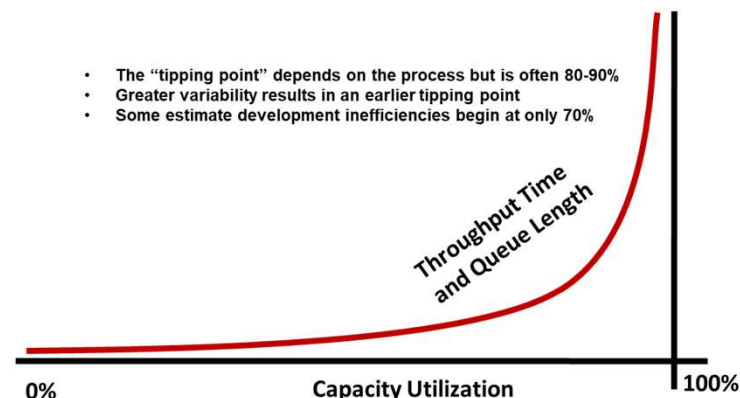 • The “tipping point” depends on the process but is often 80-90%
• Greater variability results in an earlier tipping point
• Some estimate development inefficiencies begin at only 70%
Throughput Time
and Queue Length
0%
Capacity Utilization
100%